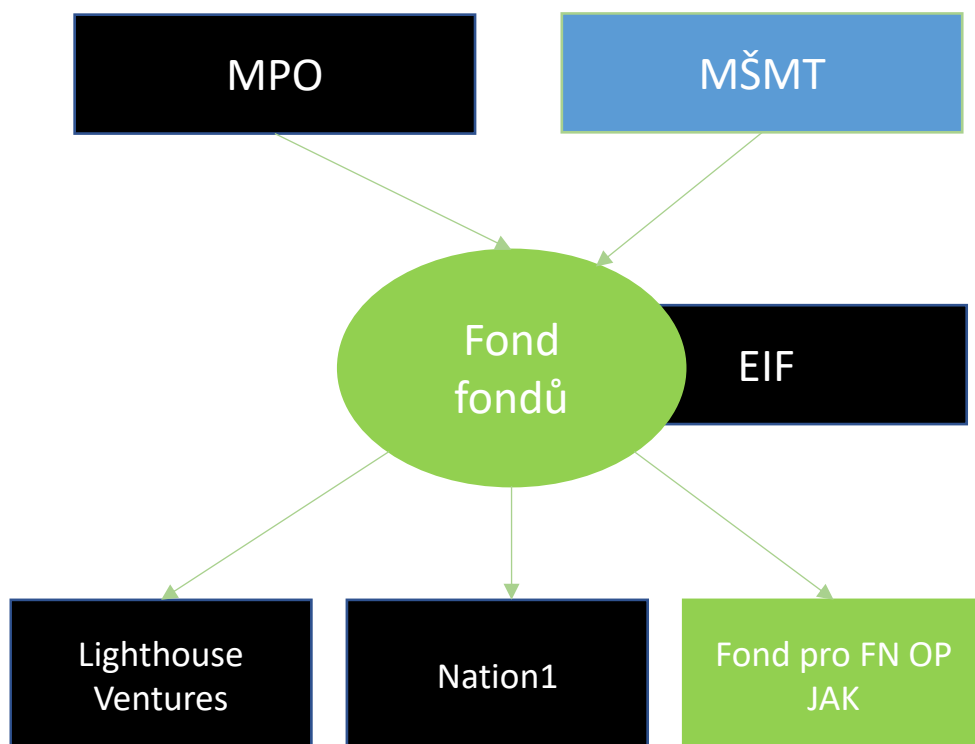 MPO
MŠMT
Fond
fondů
EIF
Lighthouse
Ventures
Nation1
Fond pro FN OP
JAK